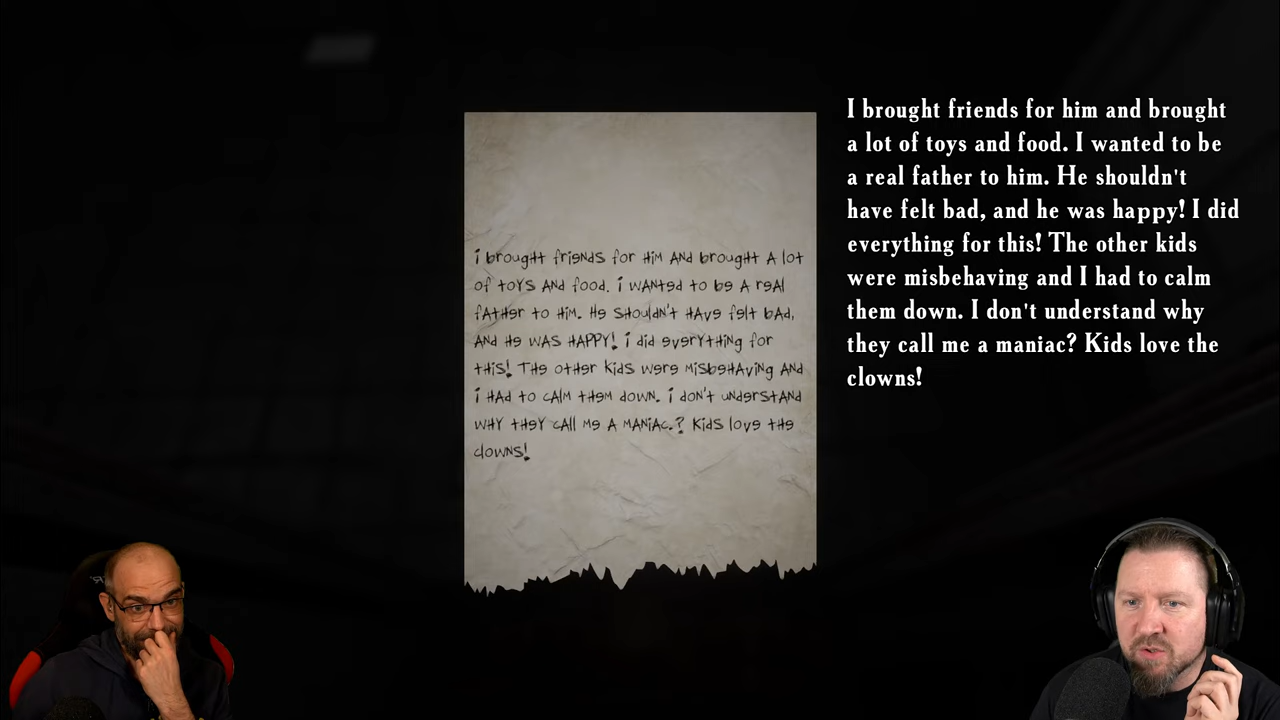 i brought friends for him and brought a lot
of toys and food. i wanted to be a real
father to him. He shouldn't have felt bad,
and he was happy! i did everything for
this! The other kids were misbehaving and
i had to calm them down. i don't understand
why they call me a maniac.? Kids love the
clowns!
I brought friends for him and brought
a lot of toys and food. I wanted to be
a real father to him. He shouldn't
have felt bad, and he was happy! I did
everything for this! The other kids
were misbehaving and I had to calm
them down. I don't understand why
they call me a maniac? Kids love the
clowns!